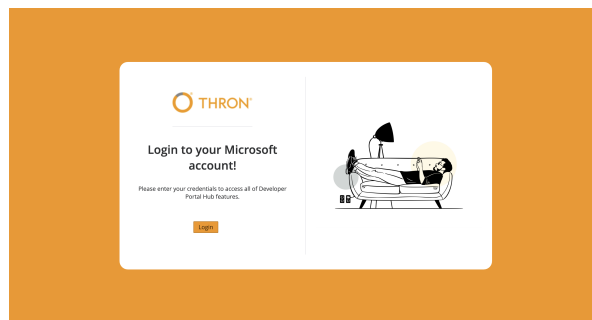 THRON
Login to your Microsoft
account!
Please enter your credentials to access all of Developer
Portal Hub features.
Login